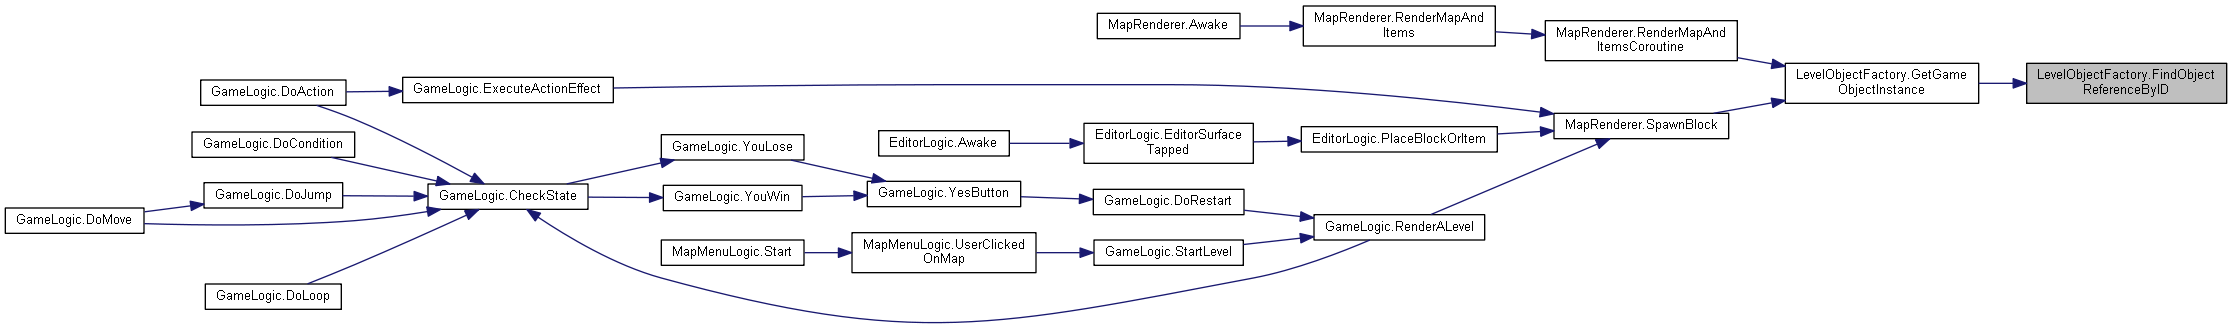 MapRenderer.Awake
MapRenderer.RenderMapAnd
Items
MapRenderer.RenderMapAnd
ItemsCoroutine
LevelObjectFactory.GetGame
ObjectInstance
LevelObjectFactory.FindObject
ReferenceByID
GameLogic.DoAction
GameLogic.ExecuteActionEffect
MapRenderer.SpawnBlock
GameLogic.DoCondition
GameLogic.YouLose
EditorLogic.Awake
EditorLogic.EditorSurface
Tapped
EditorLogic.PlaceBlockOrItem
GameLogic.DoJump
GameLogic.CheckState
GameLogic.YouWin
GameLogic.YesButton
GameLogic.DoRestart
GameLogic.DoMove
GameLogic.RenderALevel
MapMenuLogic.Start
MapMenuLogic.UserClicked
OnMap
GameLogic.StartLevel
GameLogic.DoLoop